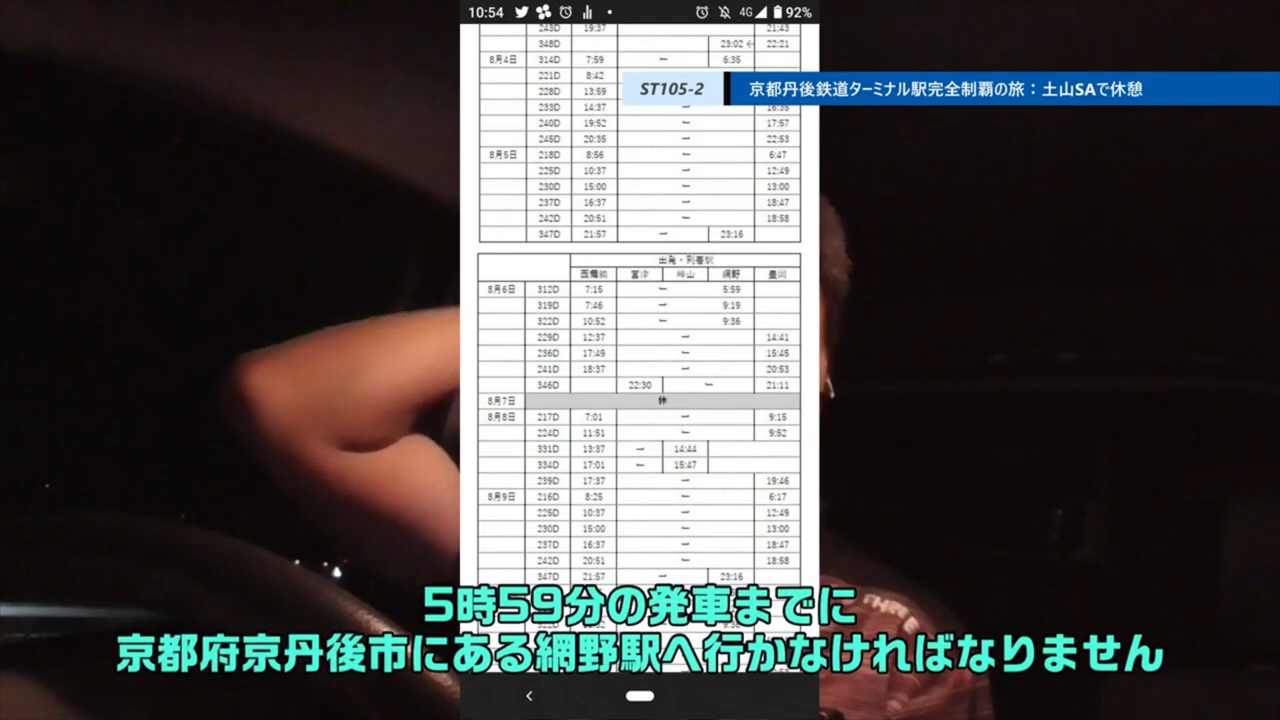 10:54
4G 92%
243D 19:37 21:43
348D 23:02 ← 22:21
8月4日 314D 7:59 6:35
221D 8:42
228D 13:59
233D 14:37 16:35
240D 19:52 17:57
245D 20:35 22:53
8月5日 218D 8:56 6:47
225D 10:37 12:49
230D 15:00 13:00
237D 16:37 18:47
242D 20:51 18:58
347D 21:57 23:16
ST105-2
京都丹後鉄道ターミナル駅完全制覇の旅：土山SAで休憩
出発・到着駅
西舞鶴 宮津 峰山 網野 豊岡
8月6日 312D 7:15 5:59
319D 7:46 9:19
322D 10:52 9:36
229D 12:37 14:41
236D 17:49 15:45
241D 18:37 20:53
346D 22:30 21:11
8月7日 休
8月8日 217D 7:01 9:15
224D 11:51 9:52
331D 13:37 14:44
334D 17:01 15:47
239D 17:37 19:46
8月9日 216D 8:25 6:17
225D 10:37 12:49
230D 15:00 13:00
237D 16:37 18:47
242D 20:51 18:58
347D 21:57 23:16
5時59分の発車までに
京都府京丹後市にある網野駅へ行かなければなりません